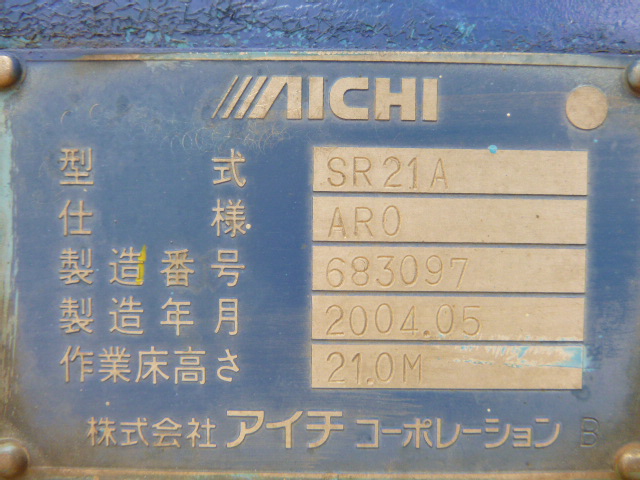 AICHI
型式 SR21A
仕様 ARO
製造番号 683097
製造年月 2004.05
作業床高さ 21.0M
株式会社 アイチ コーポレーション B